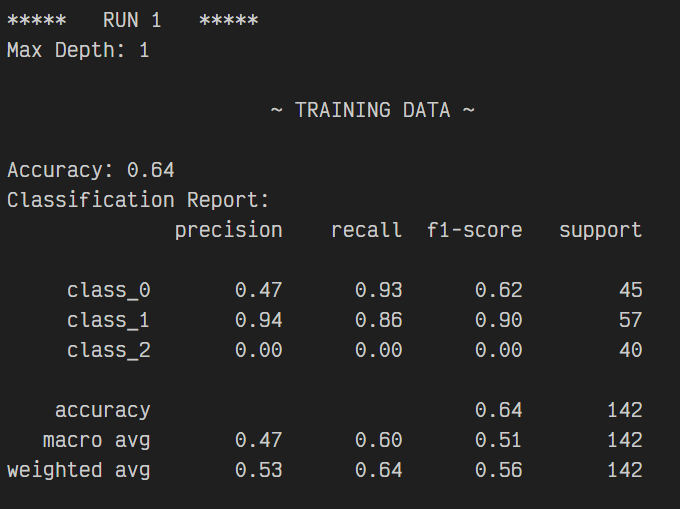 ***** RUN 1 *****
Max Depth: 1
~ TRAINING DATA ~
Accuracy: 0.64
Classification Report:
precision recall f1-score support
class_0 0.47 0.93 0.62 45
class_1 0.94 0.86 0.90 57
class_2 0.00 0.00 0.00 40
accuracy 0.64 142
macro avg 0.47 0.60 0.51 142
weighted avg 0.53 0.64 0.56 142